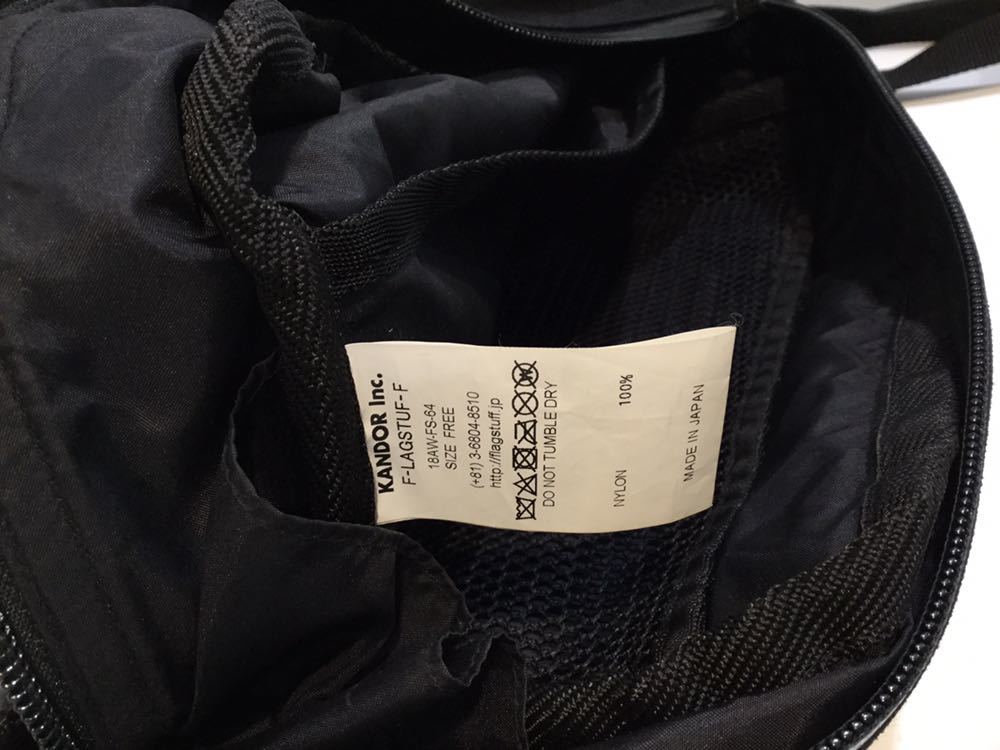 KANDOR Inc.
F-LAGSTUF-F
18AW-FS-64
SIZE FREE
(+81) 3-6804-8510
http://flagstuff.jp
DO NOT TUMBLE DRY
NYLON 100%
MADE IN JAPAN